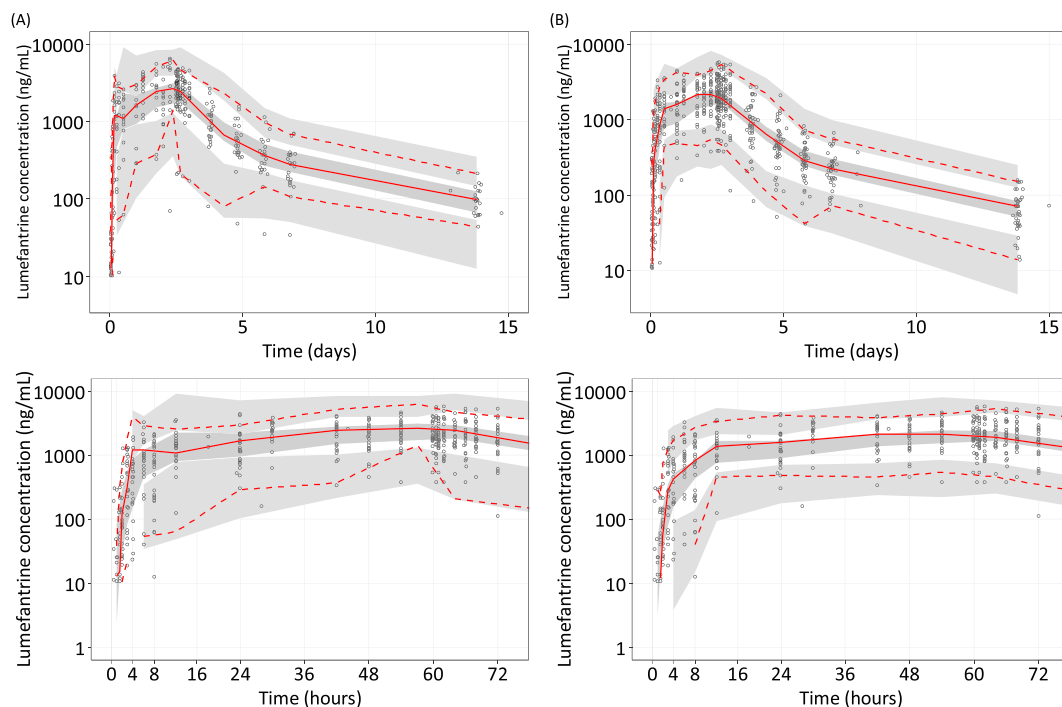 (A)
Lumefantrine concentration (ng/mL)
10000
1000
100
10
0 5 10 15
Time (days)
(B)
Lumefantrine concentration (ng/mL)
10000
1000
100
10
0 5 10 15
Time (days)
Lumefantrine concentration (ng/mL)
10000
1000
100
10
1
0 4 8 16 24 36 48 60 72
Time (hours)
Lumefantrine concentration (ng/mL)
10000
1000
100
10
1
0 4 8 16 24 36 48 60 72
Time (hours)